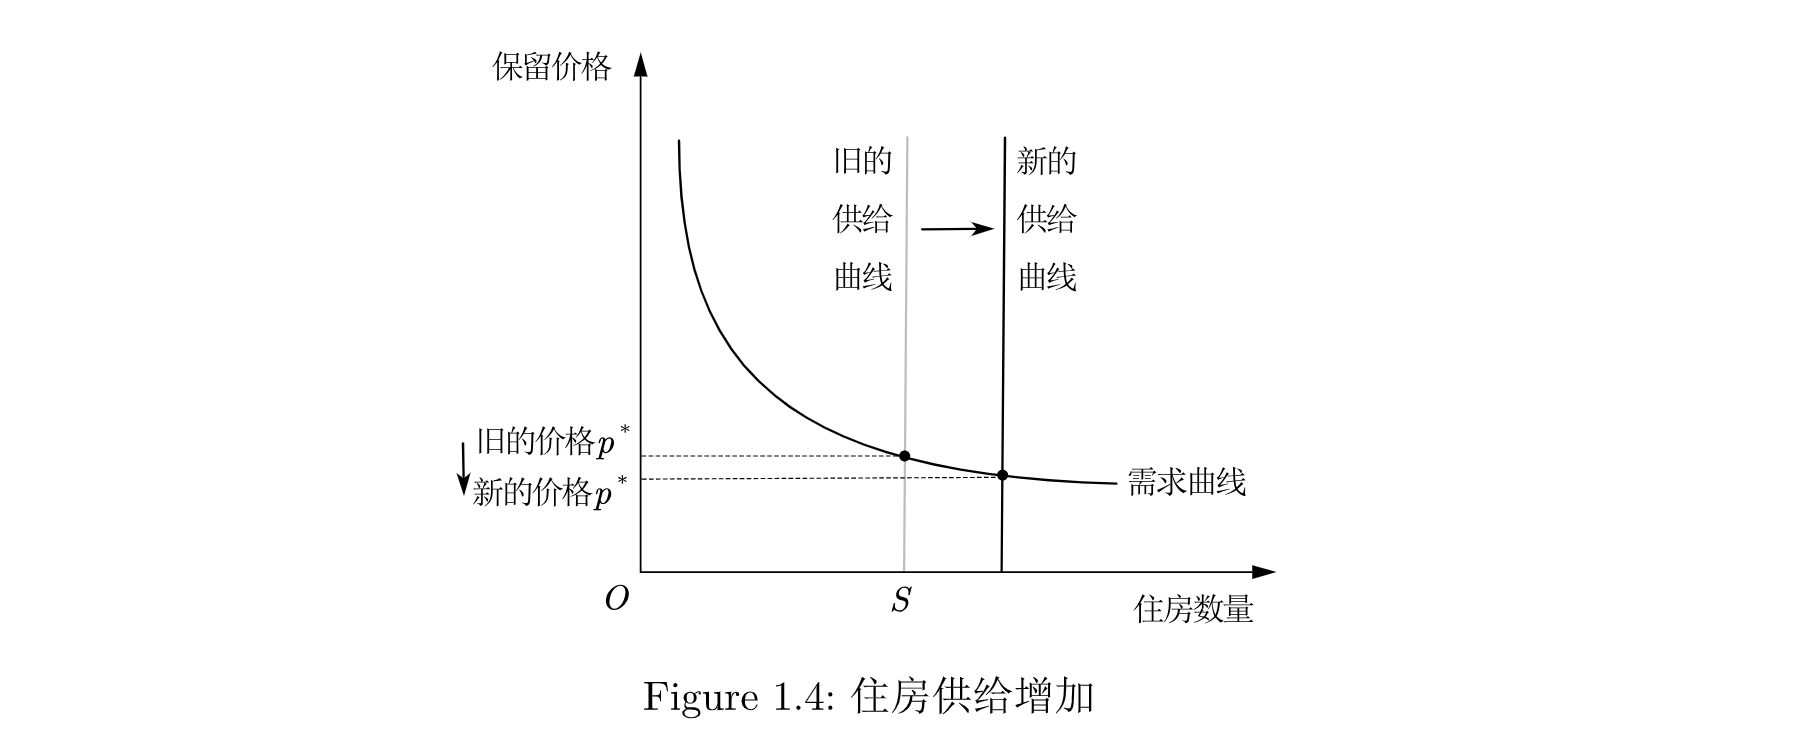 保留价格
旧的
供给
曲线
新的
供给
曲线
旧的价格p*
新的价格p*
需求曲线
O
S
住房数量
Figure 1.4: 住房供给增加